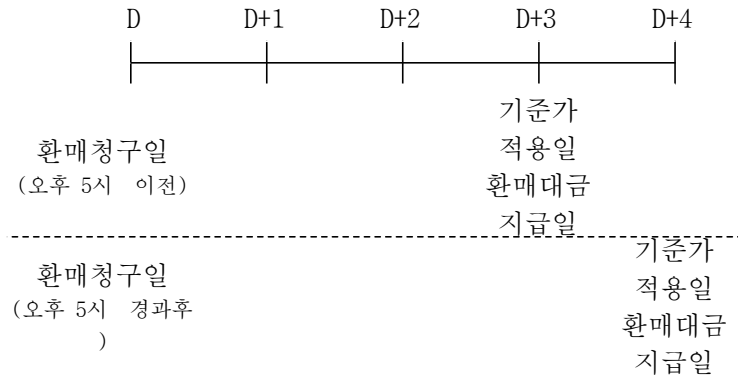 D D+1 D+2 D+3 D+4
기준가
적용일
환매대금
지급일
환매청구일
(오후 5시 이전)
기준가
적용일
환매대금
지급일
환매청구일
(오후 5시 경과후
)